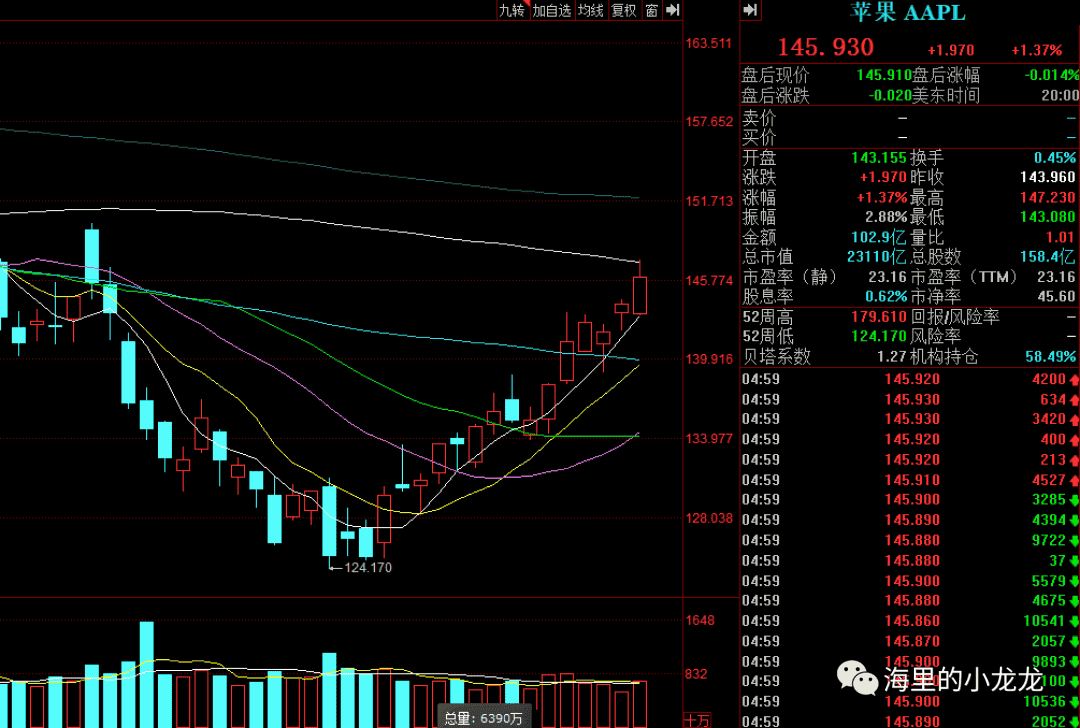 九转 加自选 均线 复权 窗
苹果 AAPL
145.930 +1.970 +1.37%
盘后现价 145.910 盘后涨幅 -0.014%
盘后涨跌 -0.020 美东时间 20:00
卖价 — —
买价 — —
开盘 143.155 换手 0.45%
涨跌 +1.970 昨收 143.960
涨幅 +1.37% 最高 147.230
振幅 2.88% 最低 143.080
金额 102.9亿 量比 1.01
总市值 23110亿 总股数 158.4亿
市盈率（静） 23.16 市盈率（TTM） 23.16
股息率 0.62% 市净率 45.60
52周高 179.610 回报/风险率 —
52周低 124.170 风险率 —
贝塔系数 1.27 机构持仓 58.49%
04:59 145.920 4200
04:59 145.930 634
04:59 145.930 3420
04:59 145.920 400
04:59 145.920 213
04:59 145.910 4527
04:59 145.900 3285
04:59 145.890 4394
04:59 145.880 9722
04:59 145.880 37
04:59 145.900 5579
04:59 145.880 4675
04:59 145.860 10541
04:59 145.870 2057
04:59 145.900 9893
04:59 100
04:59 145.900 10536
04:59 145.890 2052
163.511
157.652
151.713
145.774
139.916
133.977
128.038
124.170
1648
832
十万
总量: 6390万
海里的小龙龙